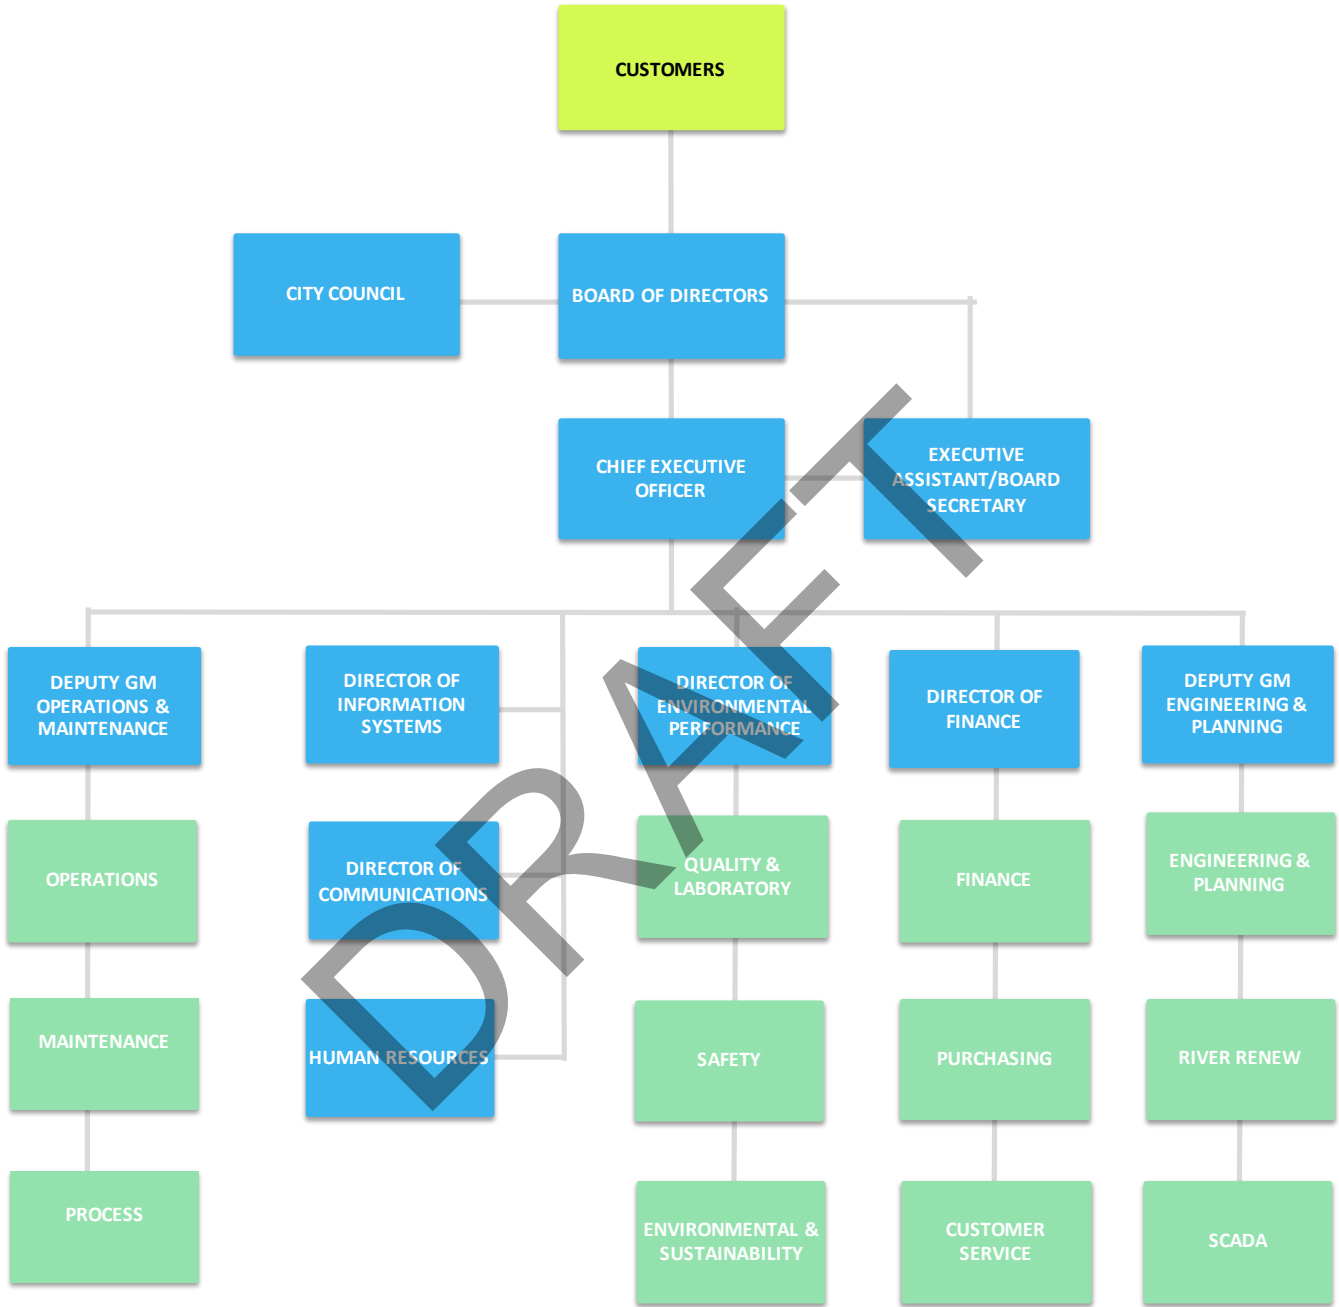 CUSTOMERS
CITY COUNCIL
BOARD OF DIRECTORS
CHIEF EXECUTIVE
OFFICER
EXECUTIVE
ASSISTANT/BOARD
SECRETARY
DEPUTY GM
OPERATIONS &
MAINTENANCE
DIRECTOR OF
INFORMATION
SYSTEMS
DIRECTOR OF
ENVIRONMENTAL
PERFORMANCE
DIRECTOR OF
FINANCE
DEPUTY GM
ENGINEERING &
PLANNING
OPERATIONS
DIRECTOR OF
COMMUNICATIONS
QUALITY &
LABORATORY
FINANCE
ENGINEERING &
PLANNING
MAINTENANCE
HUMAN RESOURCES
SAFETY
PURCHASING
RIVER RENEW
PROCESS
ENVIRONMENTAL &
SUSTAINABILITY
CUSTOMER
SERVICE
SCADA
DRAFT